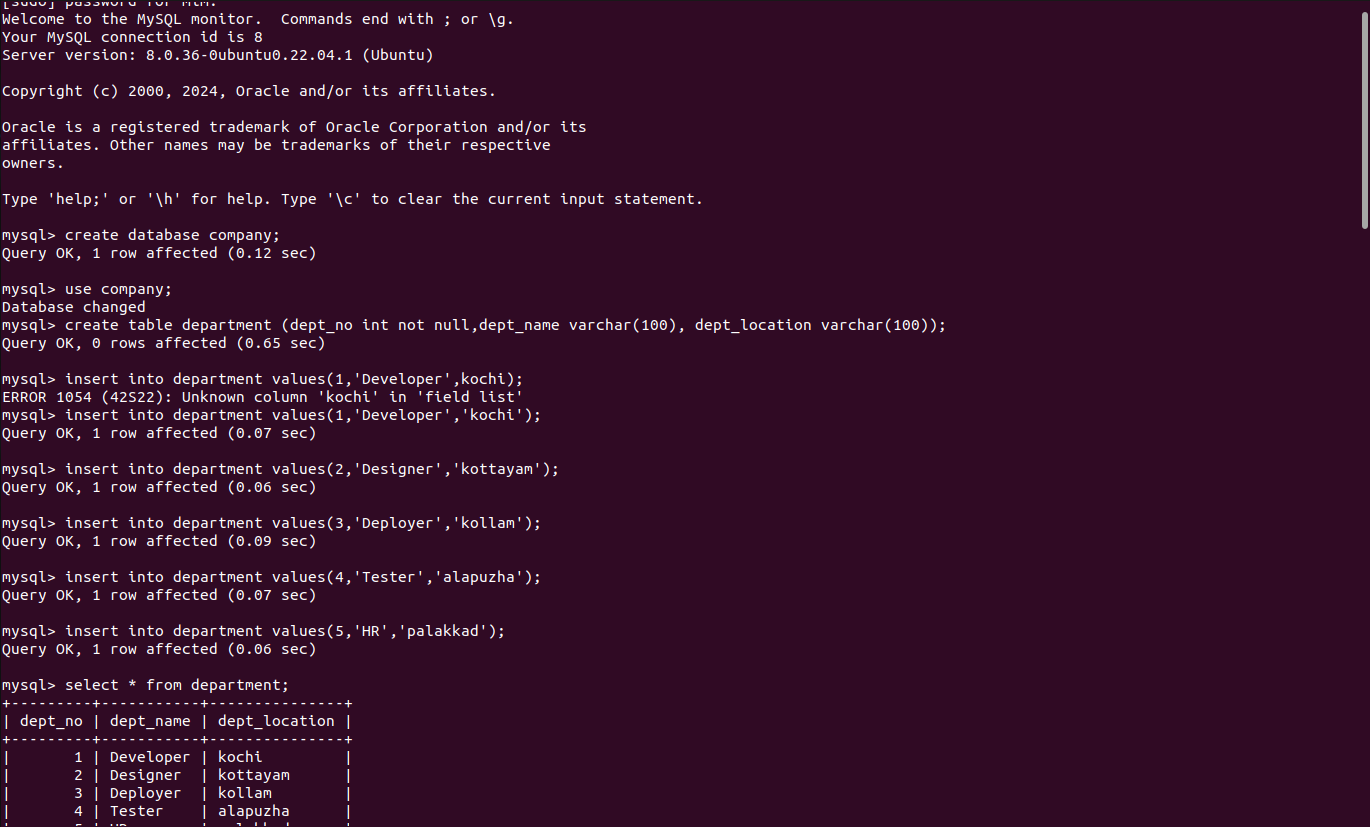 [sudo] password for mlm:
Welcome to the MySQL monitor.  Commands end with ; or \g.
Your MySQL connection id is 8
Server version: 8.0.36-0ubuntu0.22.04.1 (Ubuntu)
Copyright (c) 2000, 2024, Oracle and/or its affiliates.
Oracle is a registered trademark of Oracle Corporation and/or its
affiliates. Other names may be trademarks of their respective
owners.
Type 'help;' or '\h' for help. Type '\c' to clear the current input statement.
mysql> create database company;
Query OK, 1 row affected (0.12 sec)
mysql> use company;
Database changed
mysql> create table department (dept_no int not null,dept_name varchar(100), dept_location varchar(100));
Query OK, 0 rows affected (0.65 sec)
mysql> insert into department values(1,'Developer',kochi);
ERROR 1054 (42S22): Unknown column 'kochi' in 'field list'
mysql> insert into department values(1,'Developer','kochi');
Query OK, 1 row affected (0.07 sec)
mysql> insert into department values(2,'Designer','kottayam');
Query OK, 1 row affected (0.06 sec)
mysql> insert into department values(3,'Deployer','kollam');
Query OK, 1 row affected (0.09 sec)
mysql> insert into department values(4,'Tester','alapuzha');
Query OK, 1 row affected (0.07 sec)
mysql> insert into department values(5,'HR','palakkad');
Query OK, 1 row affected (0.06 sec)
mysql> select * from department;
+---------+-----------+---------------+
| dept_no | dept_name | dept_location |
+---------+-----------+---------------+
|       1 | Developer | kochi         |
|       2 | Designer  | kottayam      |
|       3 | Deployer  | kollam        |
|       4 | Tester    | alapuzha      |
|       5 | HR        | palakkad      |